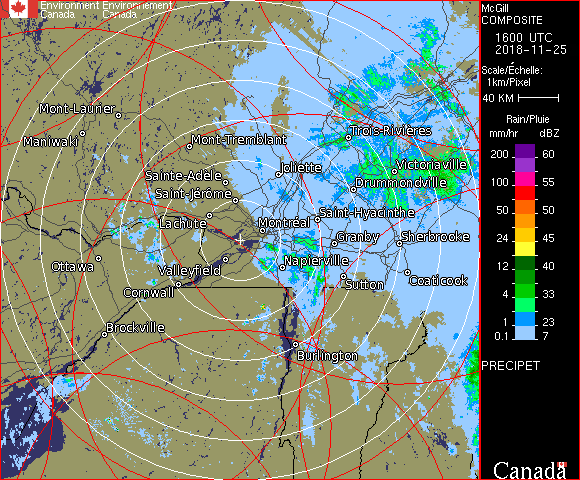 Environment Environnement
Canada Canada
McGill
COMPOSITE
1600 UTC
2018-11-25
Scale/Échelle:
1km/Pixel
40 KM
Rain/Pluie
mm/hr dBZ
200 60
100 55
50 50
24 45
12 40
4 33
1 23
0.1 7
PRECIPET
Canada
Mont-Laurier
Maniwaki
Mont-Tremblant
Trois-Rivières
Joliette
Victoriaville
Sainte-Adèle
Drummondville
Saint-Jérôme
Lachute
Saint-Hyacinthe
Montréal
Granby
Sherbrooke
Ottawa
Valleyfield
Napierville
Cornwall
Sutton
Coaticook
Brockville
Burlington